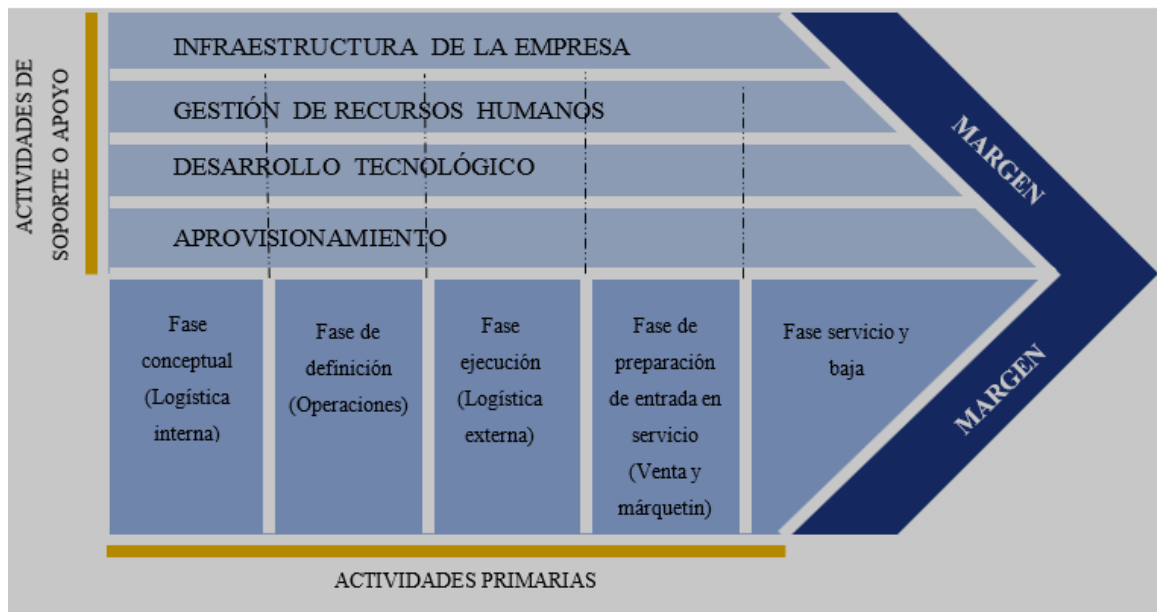 ACTIVIDADES DE
SOPORTE O APOYO
INFRAESTRUCTURA DE LA EMPRESA
GESTIÓN DE RECURSOS HUMANOS
DESARROLLO TECNOLÓGICO
APROVISIONAMIENTO
MARGEN
MARGEN
Fase
conceptual
(Logística
interna)
Fase de
definición
(Operaciones)
Fase
ejecución
(Logística
externa)
Fase de
preparación
de entrada en
servicio
(Venta y
márquetin)
Fase servicio y
baja
ACTIVIDADES PRIMARIAS